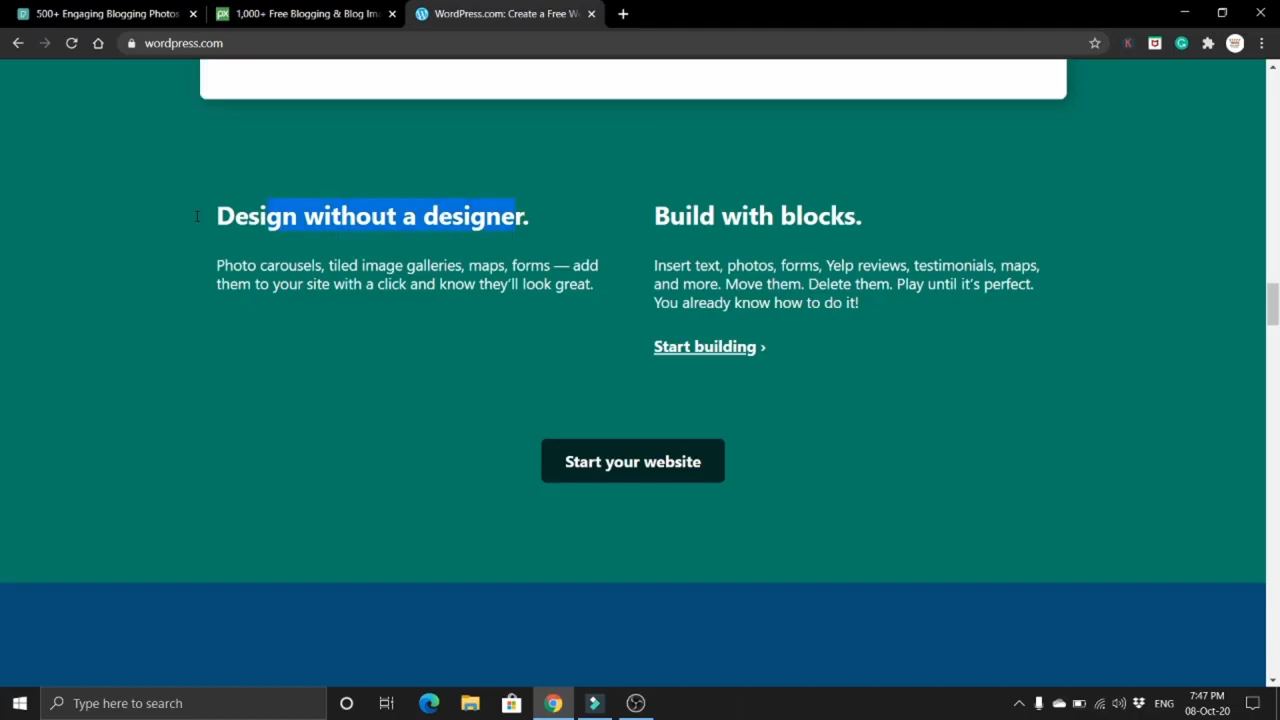 500+ Engaging Blogging Photos
1,000+ Free Blogging & Blog Im
WordPress.com: Create a Free W
wordpress.com
Design without a designer.
Photo carousels, tiled image galleries, maps, forms — add
them to your site with a click and know they’ll look great.
Build with blocks.
Insert text, photos, forms, Yelp reviews, testimonials, maps,
and more. Move them. Delete them. Play until it’s perfect.
You already know how to do it!
Start building ›
Start your website
Type here to search
ENG
7:47 PM
08-Oct-20